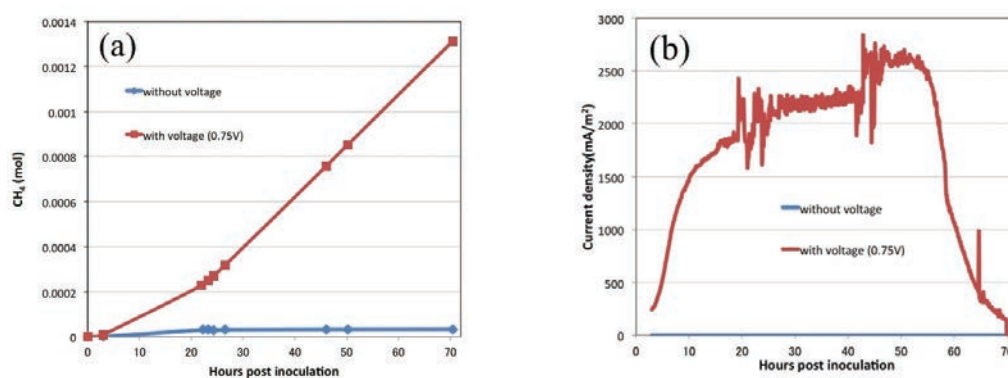 (a)
0.0014
0.0012
0.001
0.0008
0.0006
0.0004
0.0002
0
CH₄ (mol)
without voltage
with voltage (0.75V)
0 10 20 30 40 50 60 70
Hours post inoculation
(b)
3000
2500
2000
1500
1000
500
0
Current density(mA/m²)
without voltage
with voltage (0.75V)
0 10 20 30 40 50 60 70
Hours post inoculation